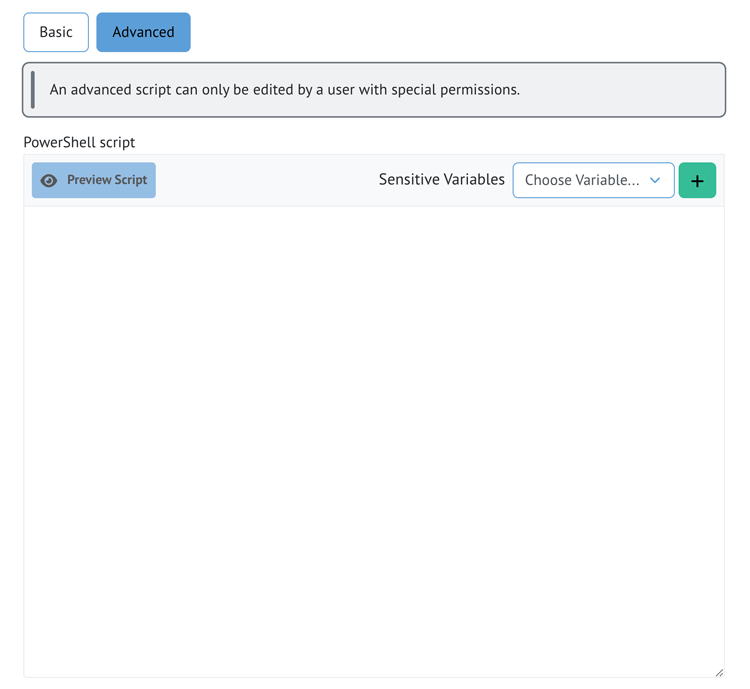 Basic Advanced
An advanced script can only be edited by a user with special permissions.
PowerShell script
Preview Script Sensitive Variables Choose Variable... +